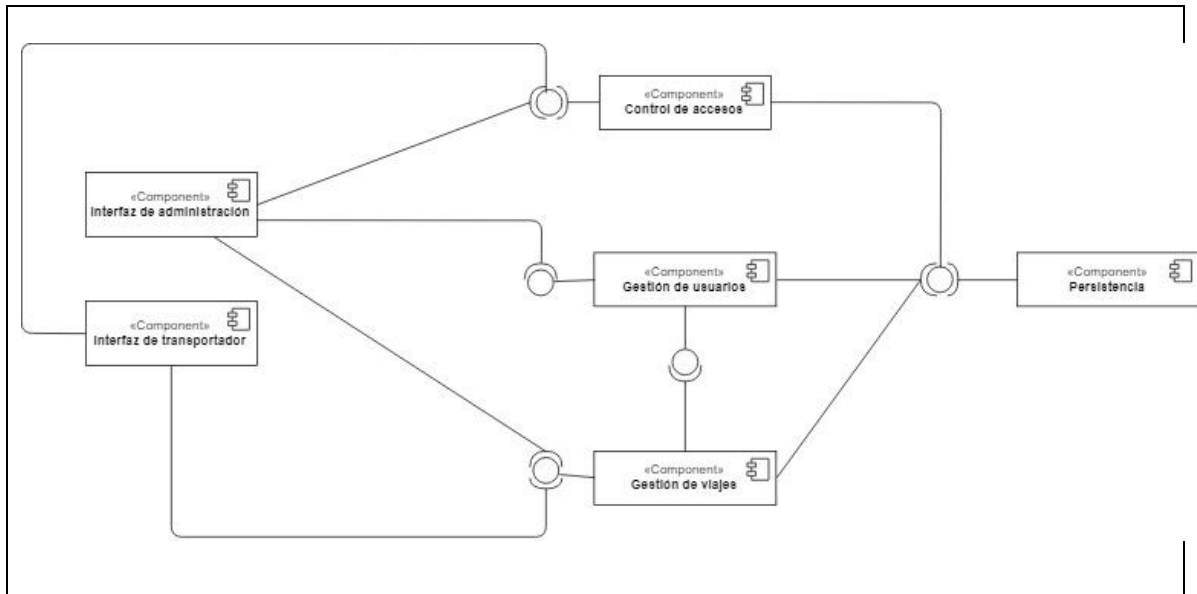 «Component»
Control de accesos
«Component»
Interfaz de administración
«Component»
Gestión de usuarios
«Component»
Persistencia
«Component»
Interfaz de transportador
«Component»
Gestión de viajes